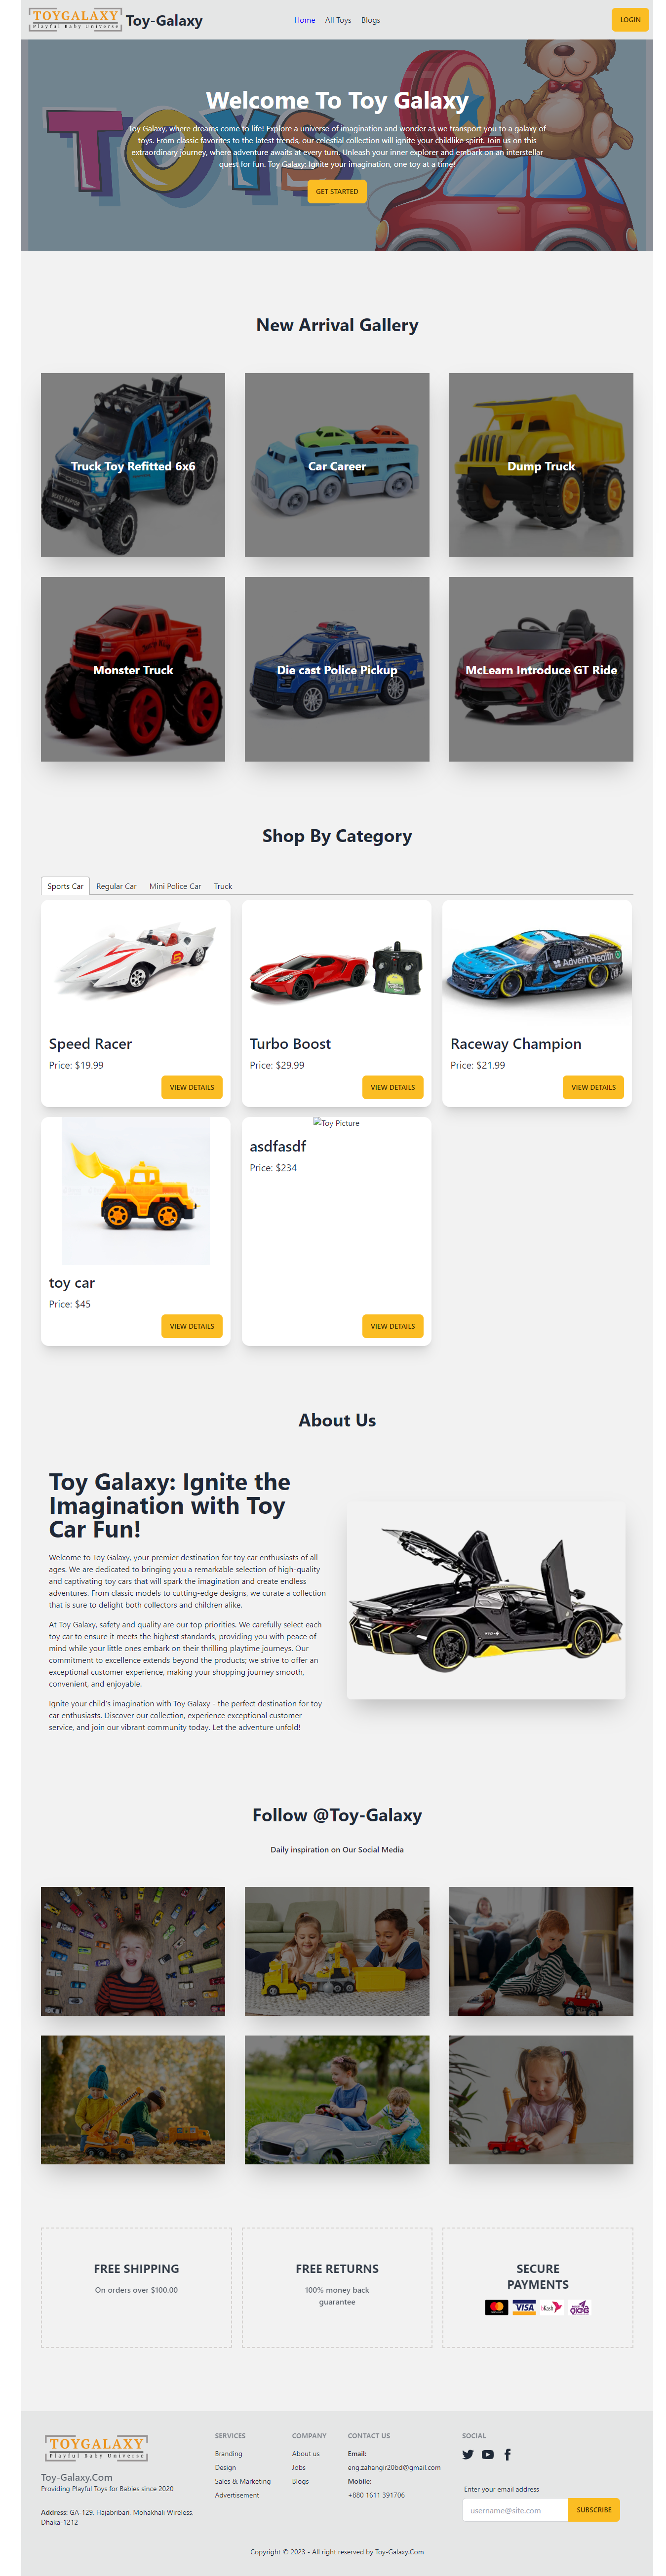 TOYGALAXY
Playful Baby Universe
Toy-Galaxy
Home
All Toys
Blogs
LOGIN
TOYS
Welcome To Toy Galaxy
Toy Galaxy, where dreams come to life! Explore a universe of imagination and wonder as we transport you to a galaxy of
toys. From classic favorites to the latest trends, our celestial collection will ignite your childlike spirit. Join us on this
extraordinary journey, where adventure awaits at every turn. Unleash your inner explorer and embark on an interstellar
quest for fun. Toy Galaxy: Ignite your imagination, one toy at a time!
GET STARTED
New Arrival Gallery
Truck Toy Refitted 6x6
Car Career
Dump Truck
Monster Truck
Die cast Police Pickup
McLearn Introduce GT Ride
Shop By Category
Sports Car
Regular Car
Mini Police Car
Truck
AdventHealth
Speed Racer
Price: $19.99
VIEW DETAILS
Turbo Boost
Price: $29.99
VIEW DETAILS
Raceway Champion
Price: $21.99
VIEW DETAILS
toy car
Price: $45
VIEW DETAILS
Toy Picture
asdfasdf
Price: $234
VIEW DETAILS
About Us
Toy Galaxy: Ignite the
Imagination with Toy
Car Fun!
Welcome to Toy Galaxy, your premier destination for toy car enthusiasts of all
ages. We are dedicated to bringing you a remarkable selection of high-quality
and captivating toy cars that will spark the imagination and create endless
adventures. From classic models to cutting-edge designs, we curate a collection
that is sure to delight both collectors and children alike.
At Toy Galaxy, safety and quality are our top priorities. We carefully select each
toy car to ensure it meets the highest standards, providing you with peace of
mind while your little ones embark on their thrilling playtime journeys. Our
commitment to excellence extends beyond the products; we strive to offer an
exceptional customer experience, making your shopping journey smooth,
convenient, and enjoyable.
Ignite your child's imagination with Toy Galaxy - the perfect destination for toy
car enthusiasts. Discover our collection, experience exceptional customer
service, and join our vibrant community today. Let the adventure unfold!
Follow @Toy-Galaxy
Daily inspiration on Our Social Media
FREE SHIPPING
On orders over $100.00
FREE RETURNS
100% money back
guarantee
SECURE
PAYMENTS
VISA
TOYGALAXY
Playful Baby Universe
Toy-Galaxy.Com
Providing Playful Toys for Babies since 2020
Address: GA-129, Hajabribari, Mohakhali Wireless,
Dhaka-1212
SERVICES
Branding
Design
Sales & Marketing
Advertisement
COMPANY
About us
Jobs
Blogs
CONTACT US
Email:
eng.zahangir20bd@gmail.com
Mobile:
+880 1611 391706
SOCIAL
Enter your email address
username@site.com
SUBSCRIBE
Copyright © 2023 - All right reserved by Toy-Galaxy.Com